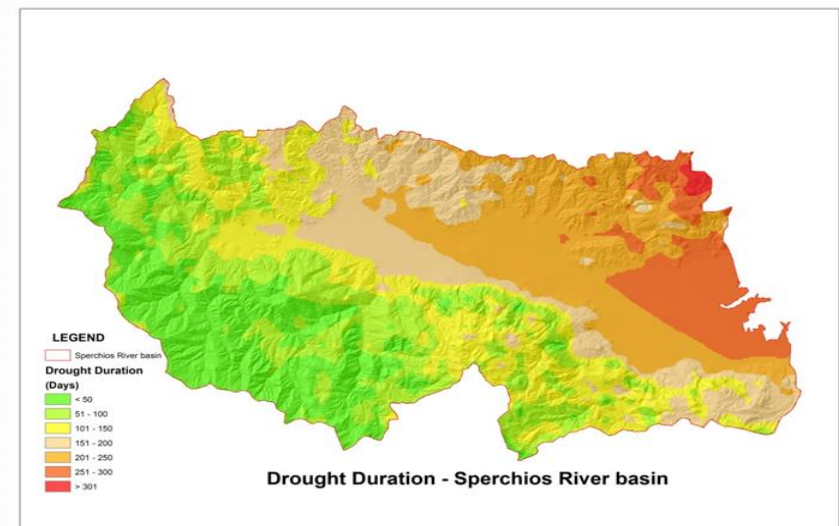 LEGEND
Sperchios River basin
Drought Duration
(Days)
< 50
51 - 100
101 - 150
151 - 200
201 - 250
251 - 300
> 301
Drought Duration - Sperchios River basin